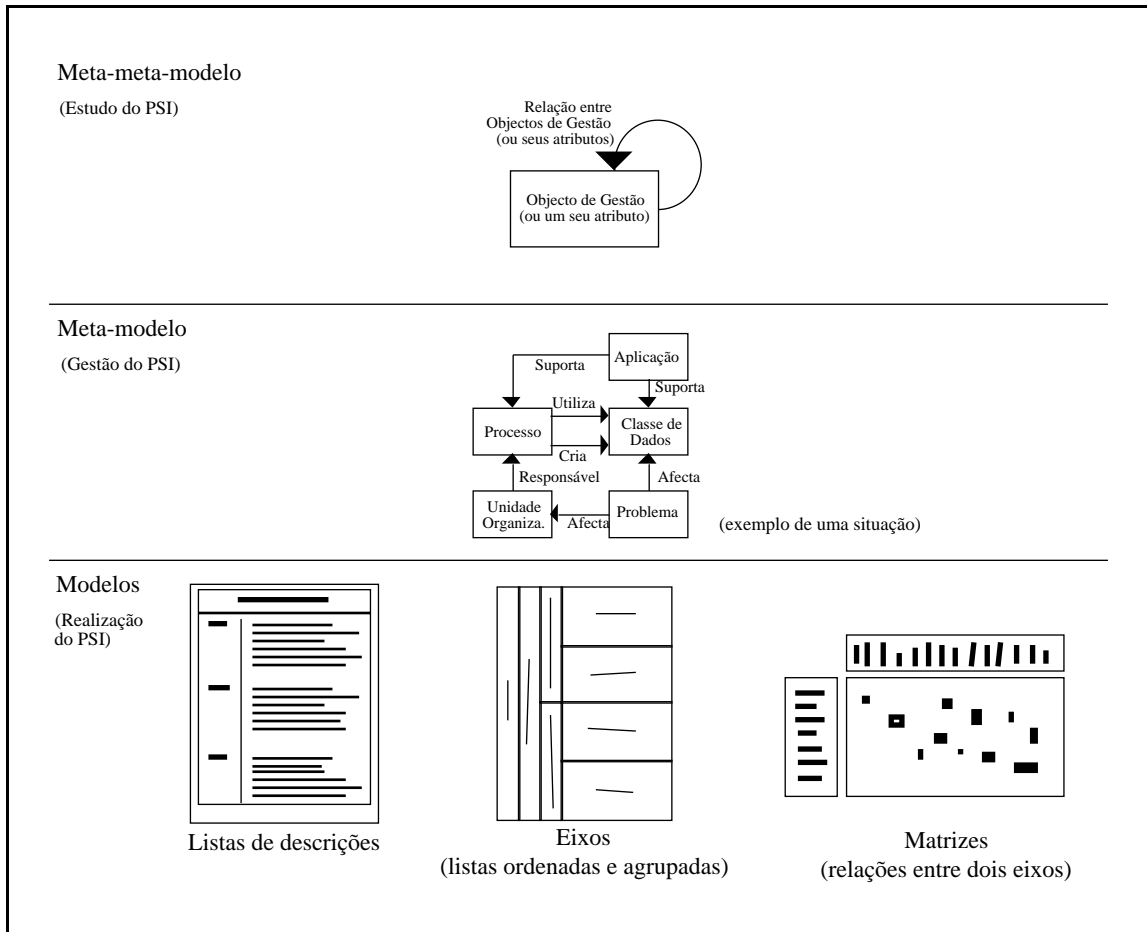 Meta-meta-modelo
(Estudo do PSI)
Relação entre
Objectos de Gestão
(ou seus atributos)
Objecto de Gestão
(ou um seu atributo)
Meta-modelo
(Gestão do PSI)
Aplicação
Suporta
Suporta
Utiliza
Processo
Classe de
Dados
Cria
Responsável
Afecta
Unidade
Organiza.
Afecta
Problema
(exemplo de uma situação)
Modelos
(Realização
do PSI)
Listas de descrições
Eixos
(listas ordenadas e agrupadas)
Matrizes
(relações entre dois eixos)